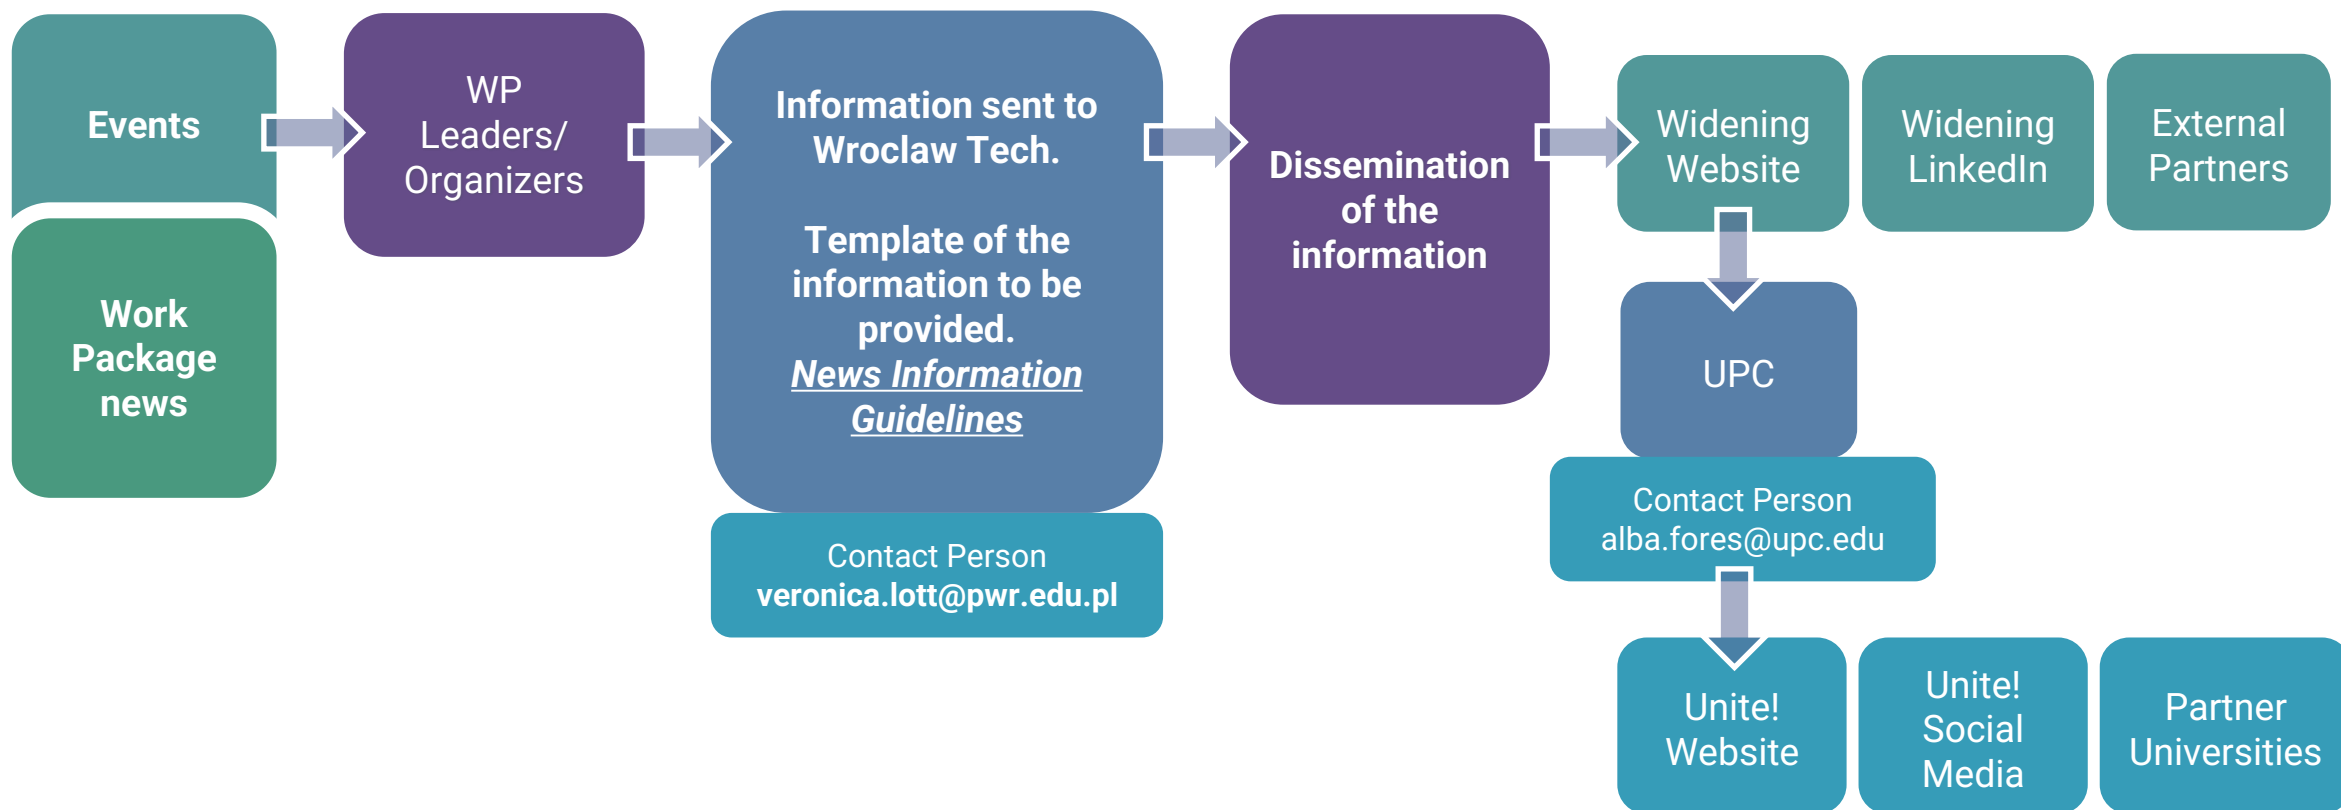 Events
Work
Package
news
WP
Leaders/
Organizers
Information sent to
Wroclaw Tech.
Template of the
information to be
provided.
News Information
Guidelines
Contact Person
veronica.lott@pwr.edu.pl
Dissemination
of the
information
Widening
Website
Widening
LinkedIn
External
Partners
UPC
Contact Person
alba.fores@upc.edu
Unite!
Website
Unite!
Social
Media
Partner
Universities